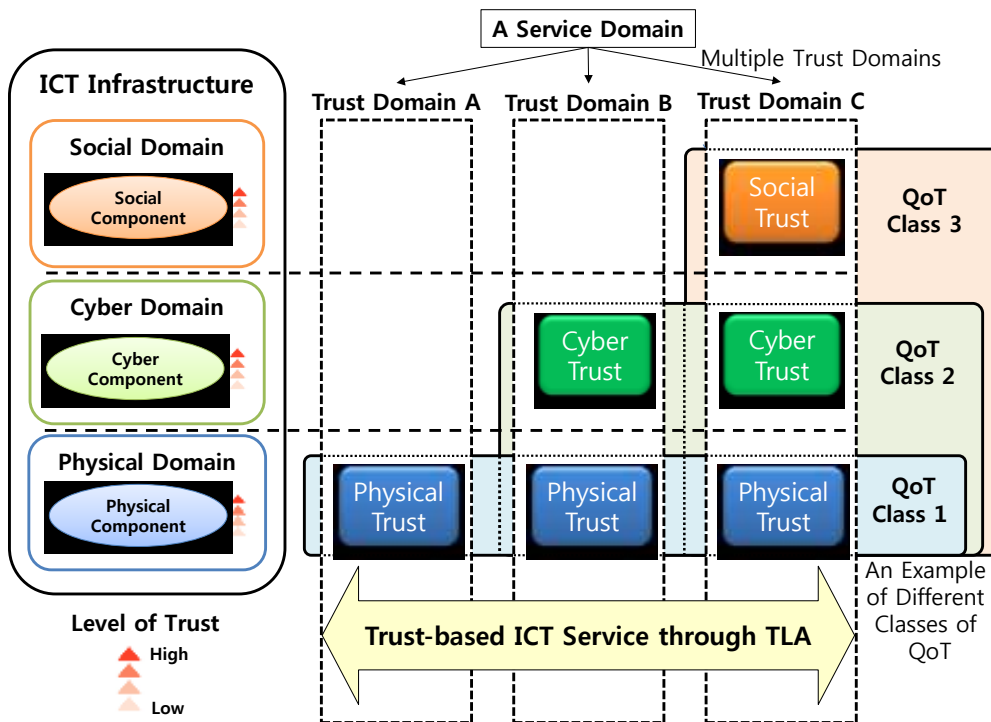 A Service Domain
Multiple Trust Domains
ICT Infrastructure
Trust Domain A
Trust Domain B
Trust Domain C
Social Domain
Social
Component
Social
Trust
QoT
Class 3
Cyber Domain
Cyber
Component
Cyber
Trust
Cyber
Trust
QoT
Class 2
Physical Domain
Physical
Component
Physical
Trust
Physical
Trust
Physical
Trust
QoT
Class 1
An Example
of Different
Classes of
QoT
Trust-based ICT Service through TLA
Level of Trust
High
Low